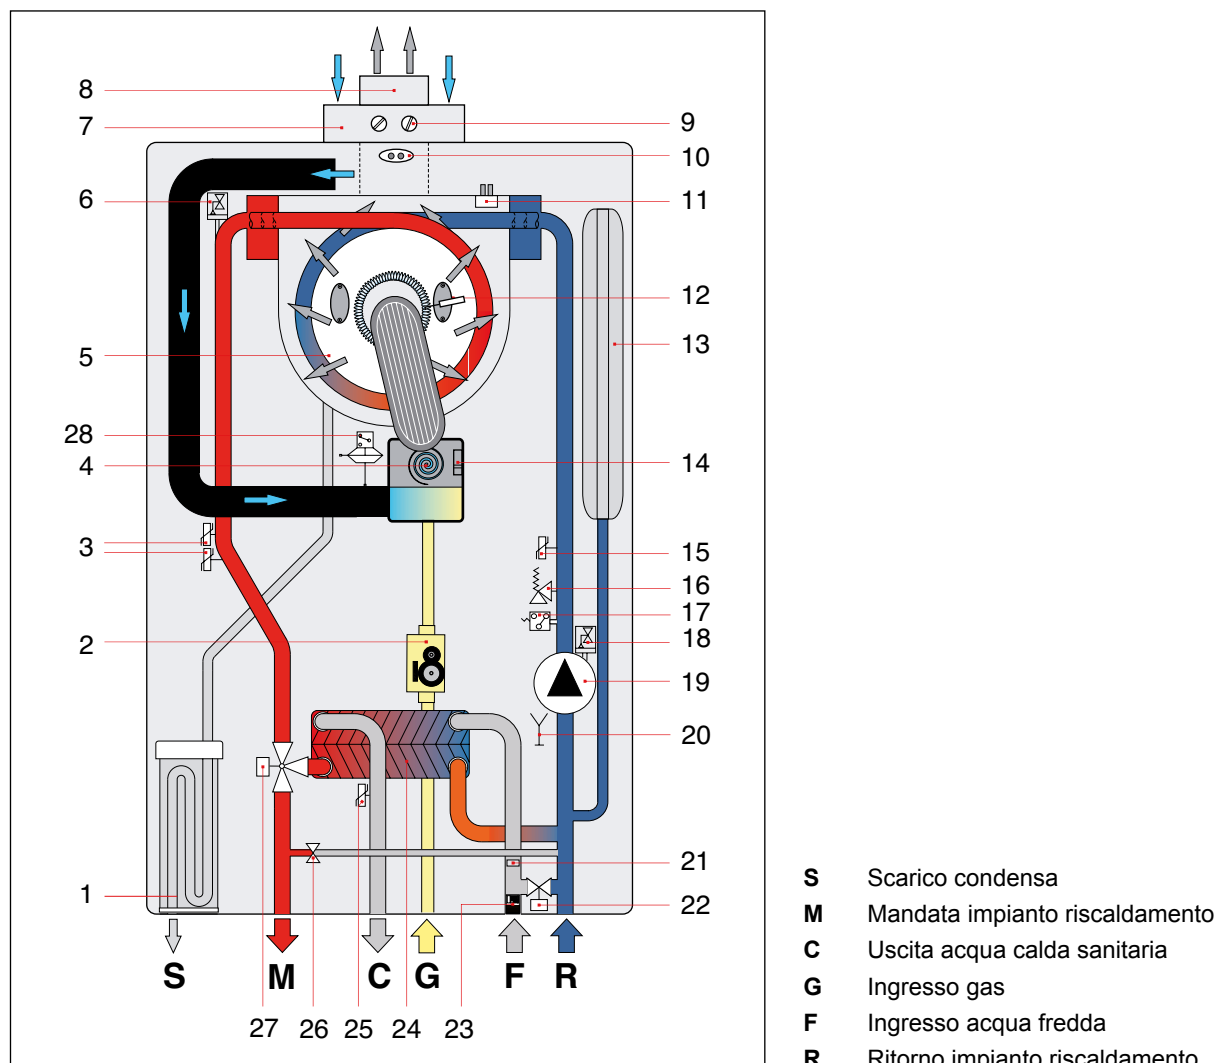 8
7
9
10
6
11
12
13
5
28
4
14
3
15
16
17
2
18
19
20
1
21
22
S
M
C
G
F
R
27
26
25
24
23
S Scarico condensa
M Mandata impianto riscaldamento
C Uscita acqua calda sanitaria
G Ingresso gas
F Ingresso acqua fredda
R Ritorno impianto riscaldamento